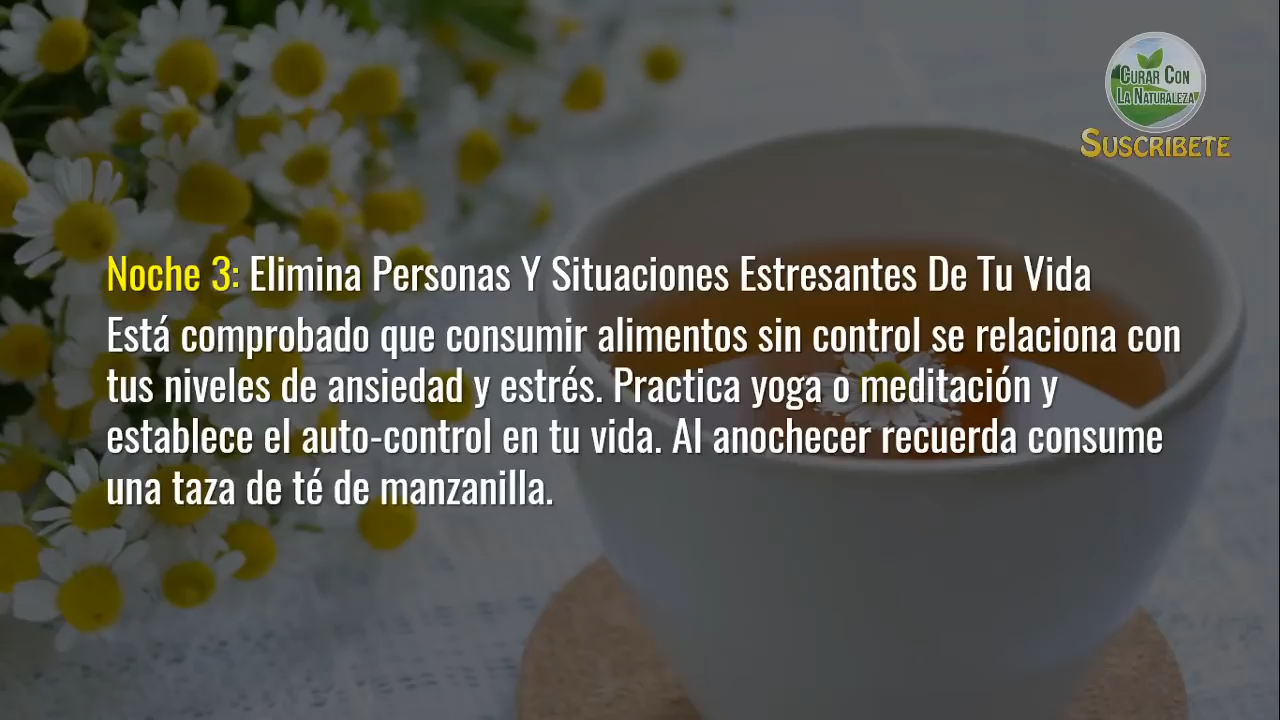 CURAR CON
LA NATURALEZA
SUSCRIBETE
Noche 3: Elimina Personas Y Situaciones Estresantes De Tu Vida
Está comprobado que consumir alimentos sin control se relaciona con
tus niveles de ansiedad y estrés. Practica yoga o meditación y
establece el auto-control en tu vida. Al anochecer recuerda consume
una taza de té de manzanilla.